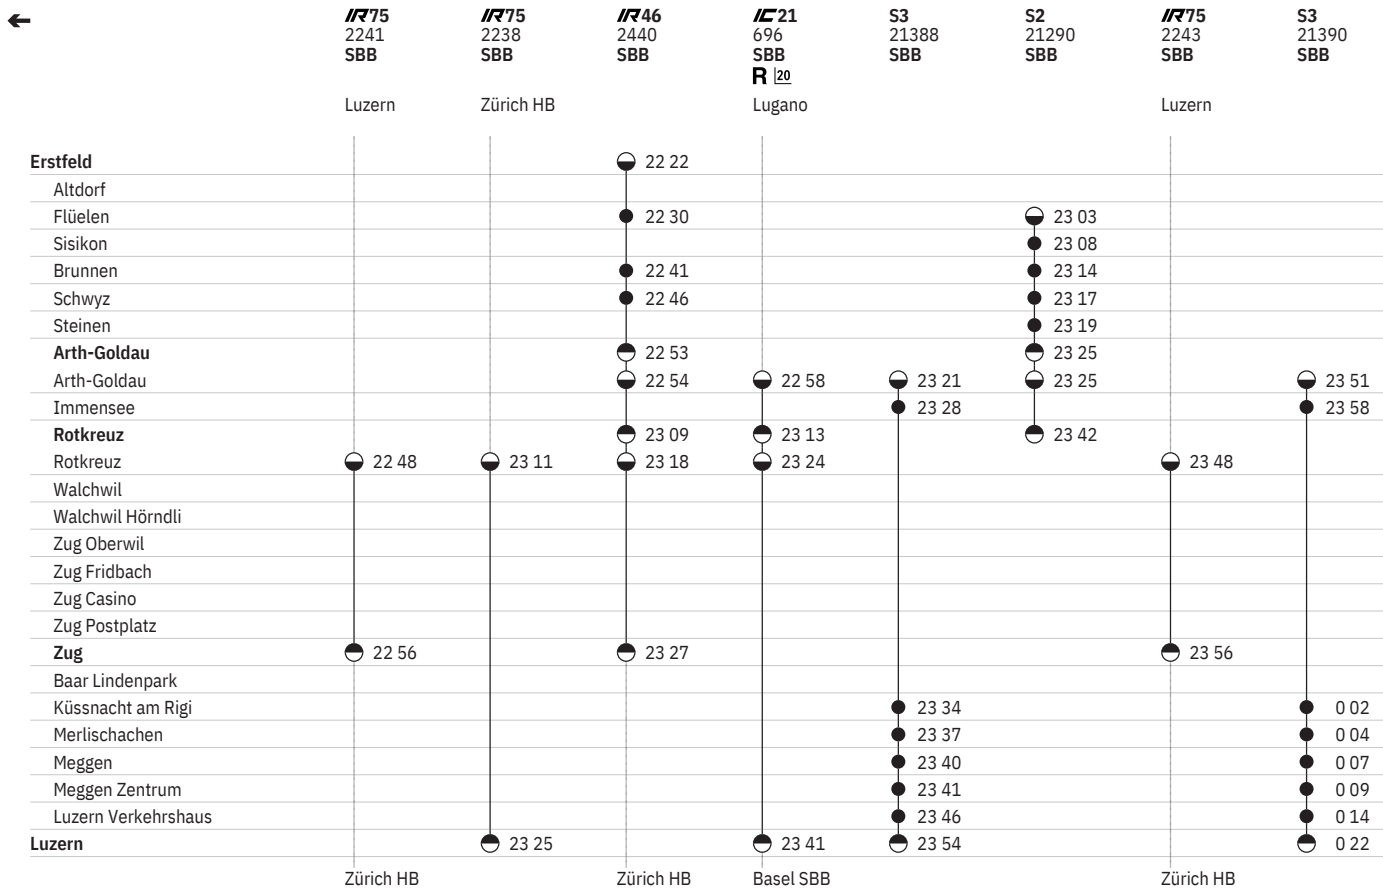 IR75 IR75 IR46 IC21 S3 S2 IR75 S3
2241 2238 2440 696 21388 21290 2243 21390
SBB SBB SBB SBB SBB SBB SBB SBB
R 20
Luzern Zürich HB Lugano Luzern
Erstfeld 22 22
Altdorf
Flüelen 22 30 23 03
Sisikon 23 08
Brunnen 22 41 23 14
Schwyz 22 46 23 17
Steinen 23 19
Arth-Goldau 22 53 23 25
Arth-Goldau 22 54 22 58 23 21 23 25 23 51
Immensee 23 28 23 58
Rotkreuz 23 09 23 13 23 42
Rotkreuz 22 48 23 11 23 18 23 24 23 48
Walchwil
Walchwil Hörndli
Zug Oberwil
Zug Fridbach
Zug Casino
Zug Postplatz
Zug 22 56 23 27 23 56
Baar Lindenpark
Küssnacht am Rigi 23 34 0 02
Merlischachen 23 37 0 04
Meggen 23 40 0 07
Meggen Zentrum 23 41 0 09
Luzern Verkehrshaus 23 46 0 14
Luzern 23 25 23 41 23 54 0 22
Zürich HB Zürich HB Basel SBB Zürich HB